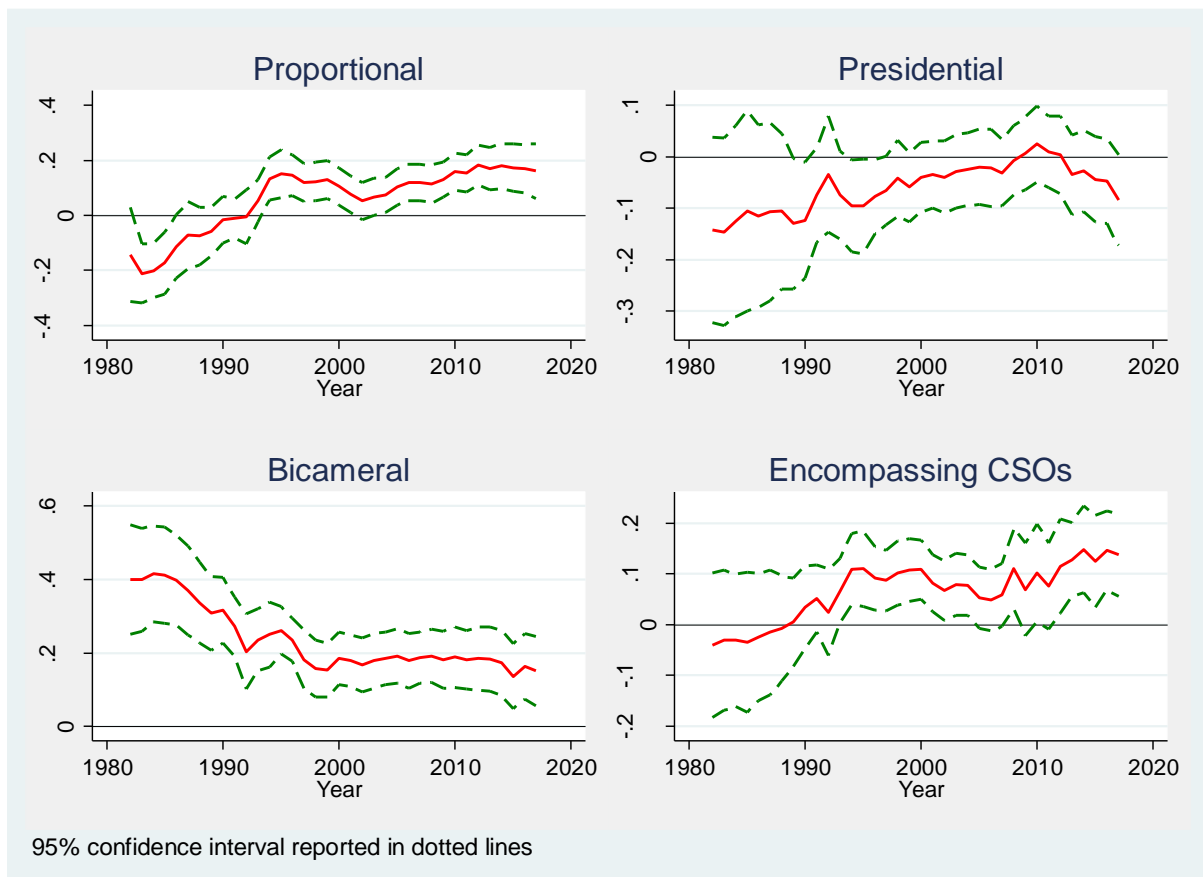 Proportional
.4
.2
0
-.2
-.4
1980 1990 2000 2010 2020
Year
Presidential
.1
0
-.1
-.2
-.3
1980 1990 2000 2010 2020
Year
Bicameral
.6
.4
.2
0
1980 1990 2000 2010 2020
Year
Encompassing CSOs
.2
.1
0
-.1
-.2
1980 1990 2000 2010 2020
Year
95% confidence interval reported in dotted lines